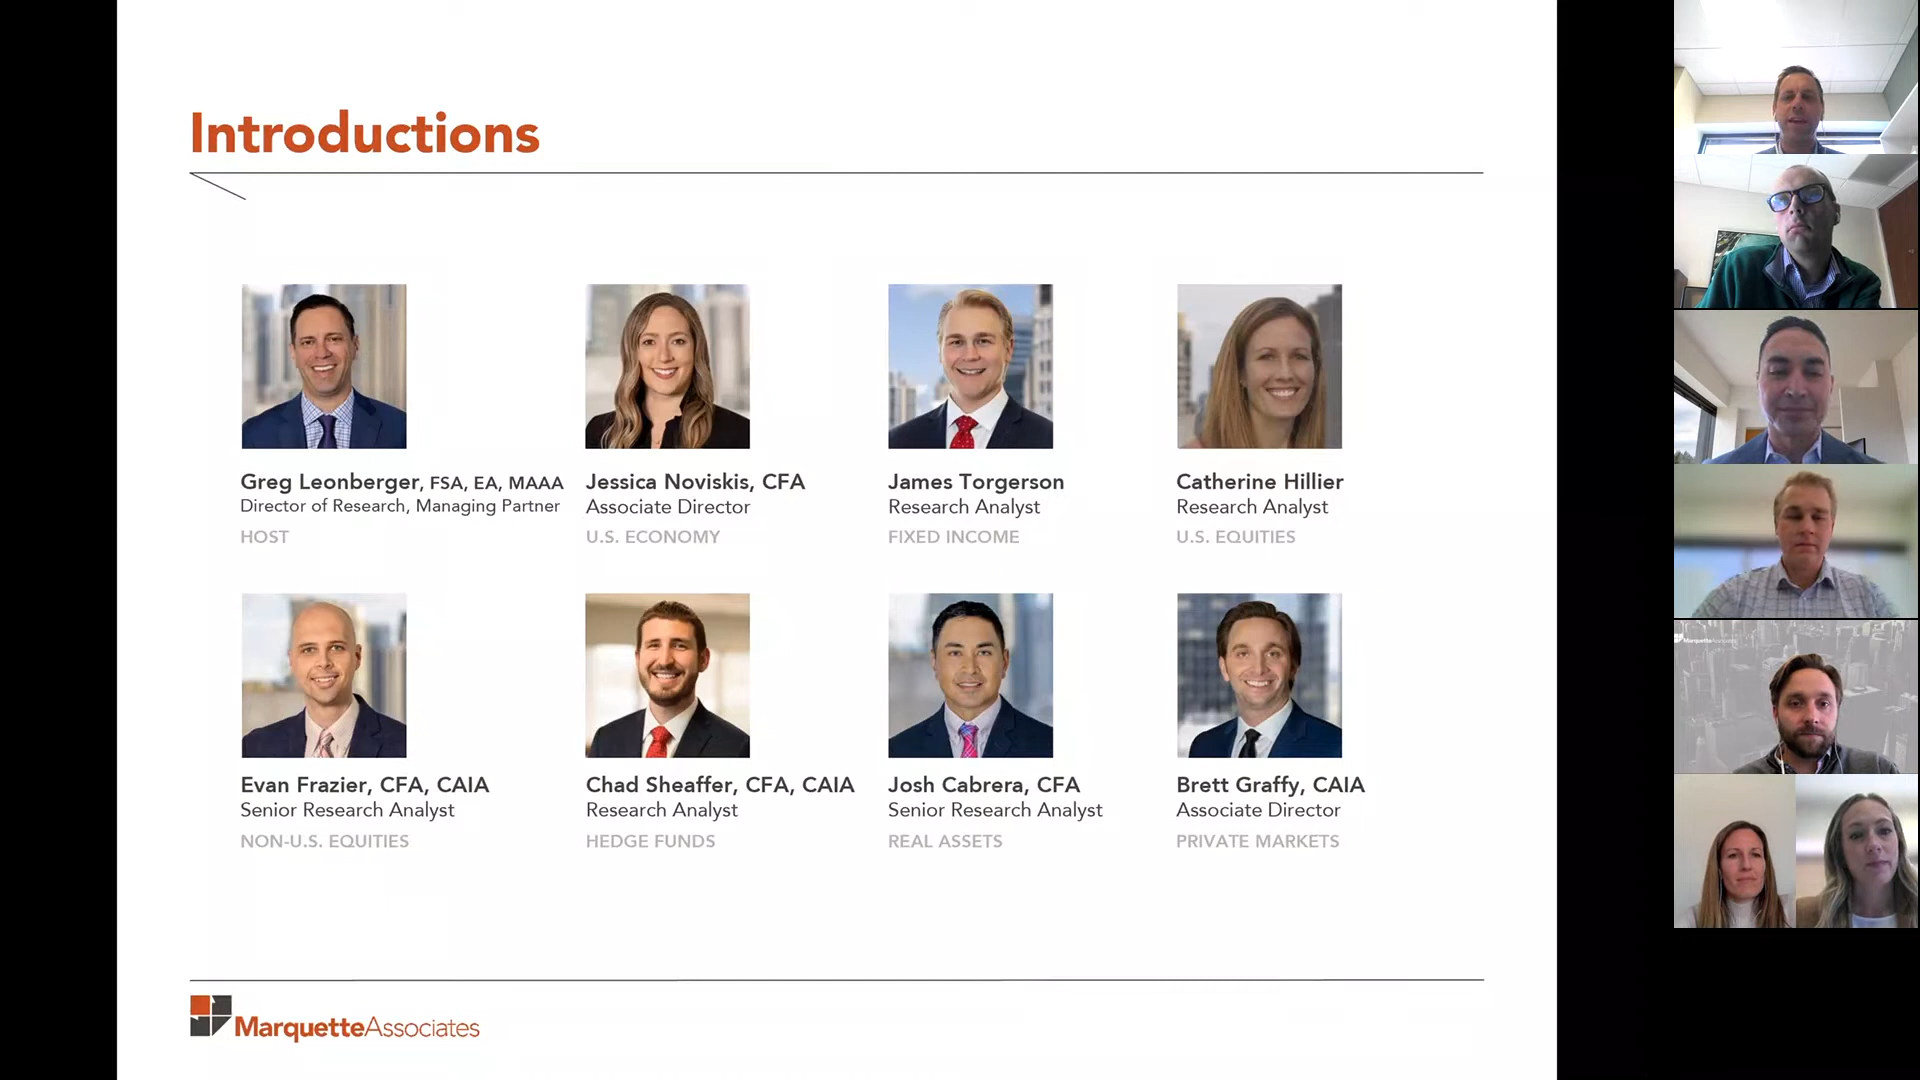 Introductions
Greg Leonberger, FSA, EA, MAAA
Director of Research, Managing Partner
HOST
Jessica Noviskis, CFA
Associate Director
U.S. ECONOMY
James Torgerson
Research Analyst
FIXED INCOME
Catherine Hillier
Research Analyst
U.S. EQUITIES
Evan Frazier, CFA, CAIA
Senior Research Analyst
NON-U.S. EQUITIES
Chad Sheaffer, CFA, CAIA
Research Analyst
HEDGE FUNDS
Josh Cabrera, CFA
Senior Research Analyst
REAL ASSETS
Brett Graffy, CAIA
Associate Director
PRIVATE MARKETS
MarquetteAssociates
MarquetteAssociates